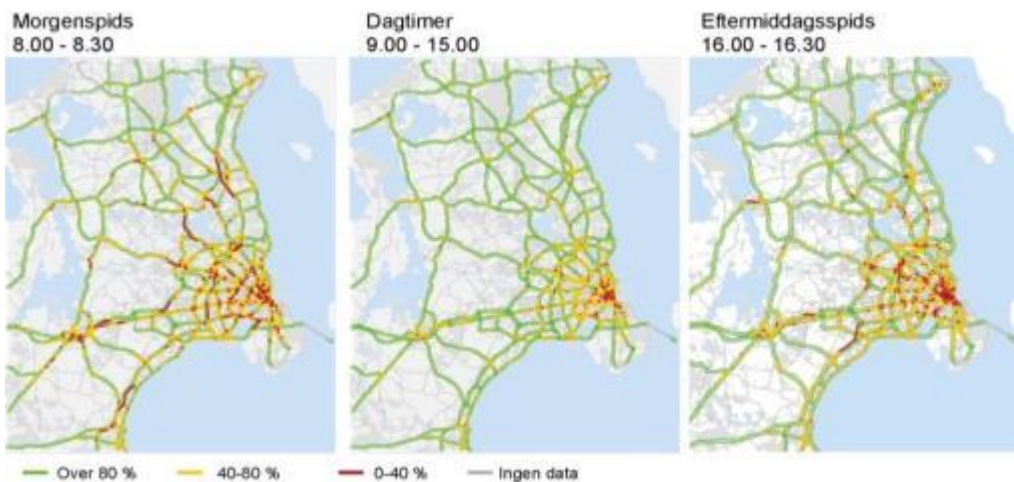 Morgenspids
8.00 - 8.30
Dagtimer
9.00 - 15.00
Eftermiddagsspids
16.00 - 16.30
Over 80 %
40-80 %
0-40 %
Ingen data